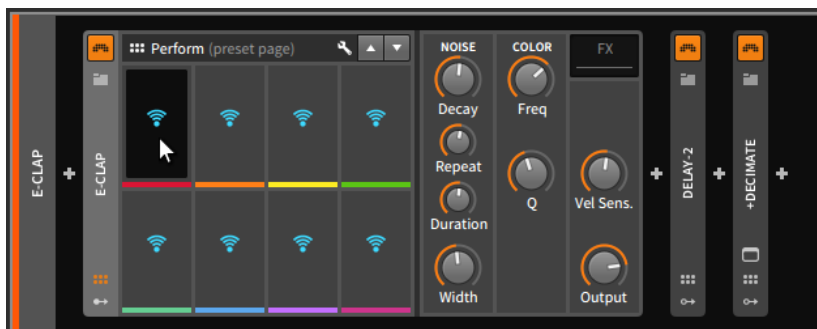 E-CLAP
E-CLAP
Perform (preset page)
NOISE
Decay
Repeat
Duration
Width
COLOR
Freq
Q
FX
Vel Sens.
Output
DELAY-2
+DECIMATE